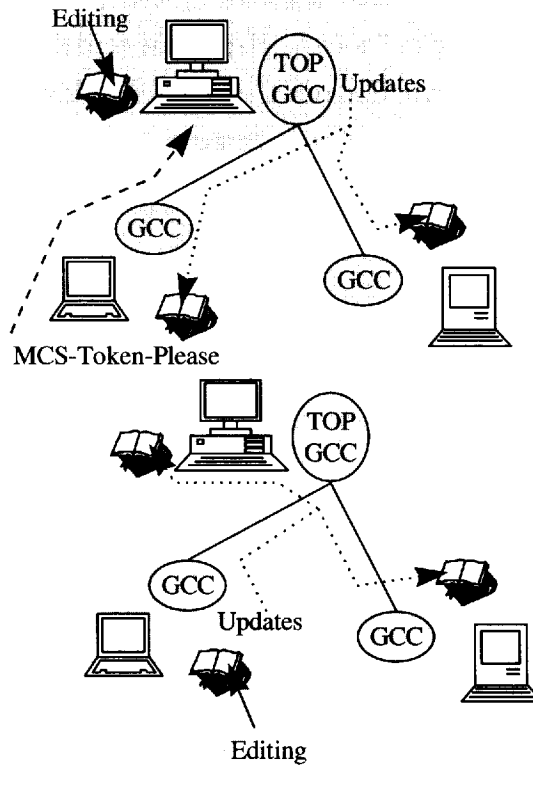 Editing
TOP
GCC
Updates
GCC
GCC
MCS-Token-Please
TOP
GCC
GCC
Updates
GCC
Editing